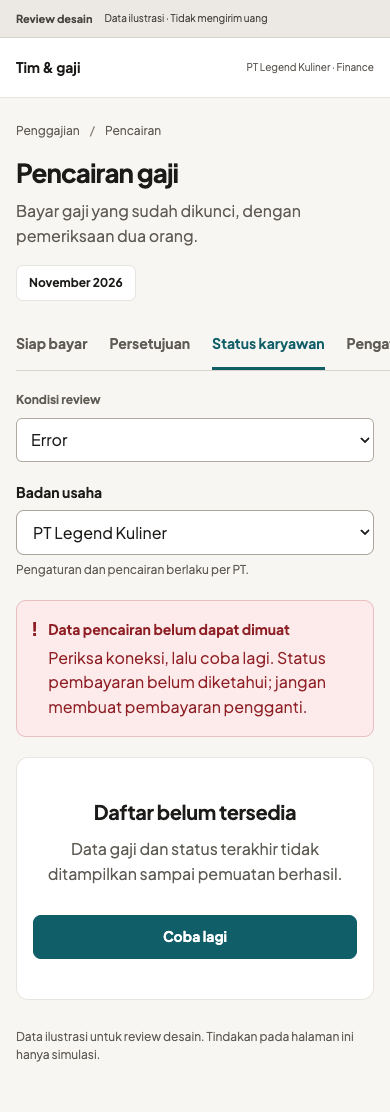 Review desain Data ilustrasi · Tidak mengirim uang
Tim & gaji PT Legend Kuliner · Finance
Penggajian / Pencairan
Pencairan gaji
Bayar gaji yang sudah dikunci, dengan
pemeriksaan dua orang.
November 2026
Siap bayar Persetujuan Status karyawan Penga
Kondisi review
Error
Badan usaha
PT Legend Kuliner
Pengaturan dan pencairan berlaku per PT.
! Data pencairan belum dapat dimuat
Periksa koneksi, lalu coba lagi. Status
pembayaran belum diketahui; jangan
membuat pembayaran pengganti.
Daftar belum tersedia
Data gaji dan status terakhir tidak
ditampilkan sampai pemuatan berhasil.
Coba lagi
Data ilustrasi untuk review desain. Tindakan pada halaman ini
hanya simulasi.